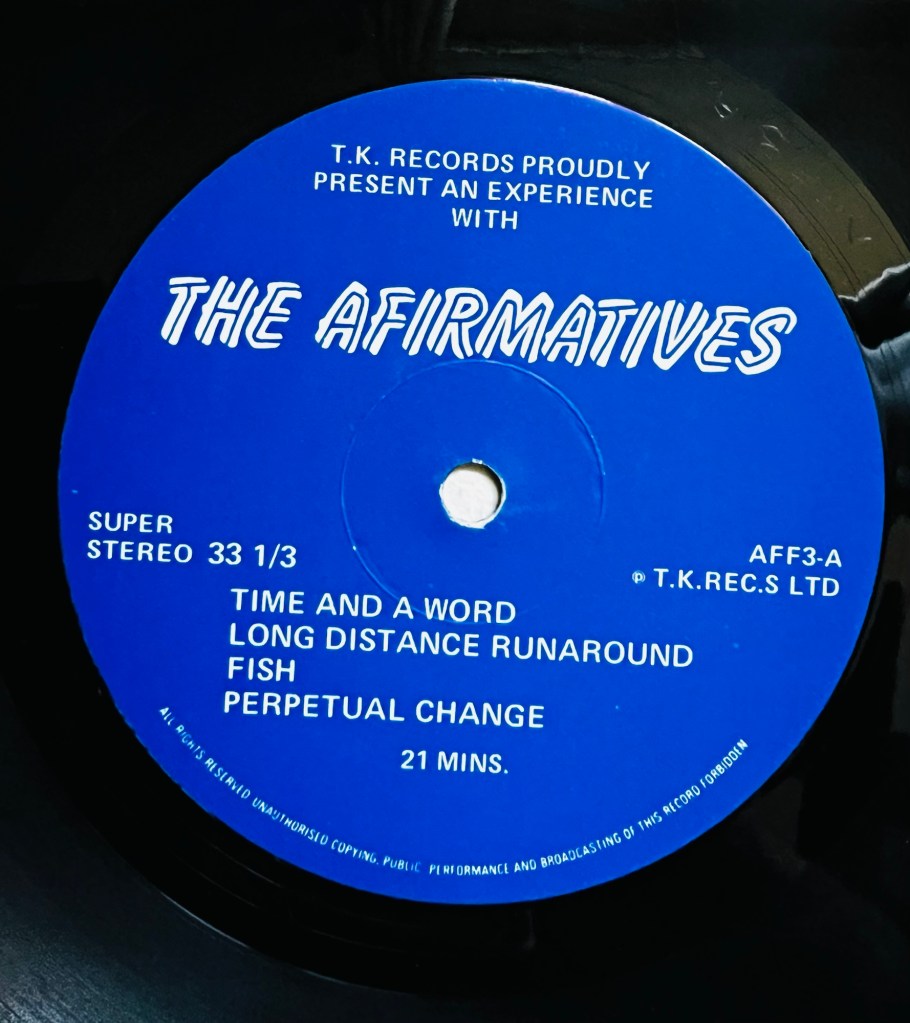 T.K. RECORDS PROUDLY
PRESENT AN EXPERIENCE
WITH
THE AFIRMATIVES
SUPER
STEREO 33 1/3
AFF3-A
℗ T.K.REC.S LTD
TIME AND A WORD
LONG DISTANCE RUNAROUND
FISH
PERPETUAL CHANGE
21 MINS.
ALL RIGHTS RESERVED UNAUTHORISED COPYING, PUBLIC PERFORMANCE AND BROADCASTING OF THIS RECORD FORBIDDEN